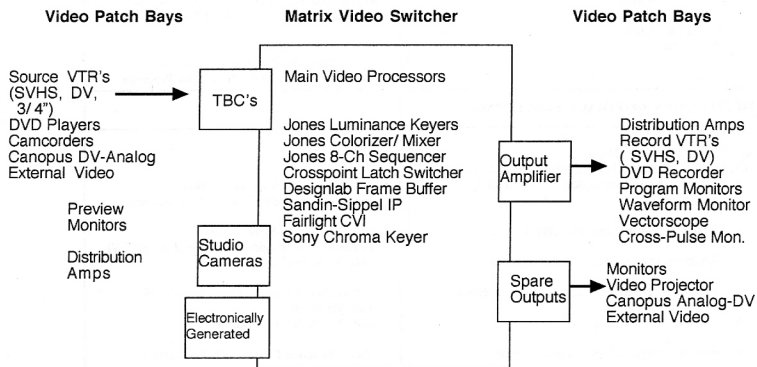 Video Patch Bays
Matrix Video Switcher
Video Patch Bays
Source VTR's
(SVHS, DV,
3/4")
DVD Players
Camcorders
Canopus DV-Analog
External Video
Preview
Monitors
Distribution
Amps
TBC's
Studio
Cameras
Electronically
Generated
Main Video Processors
Jones Luminance Keyers
Jones Colorizer/ Mixer
Jones 8-Ch Sequencer
Crosspoint Latch Switcher
Designlab Frame Buffer
Sandin-Sippel IP
Fairlight CVI
Sony Chroma Keyer
Output
Amplifier
Spare
Outputs
Distribution Amps
Record VTR's
( SVHS, DV)
DVD Recorder
Program Monitors
Waveform Monitor
Vectorscope
Cross-Pulse Mon.
Monitors
Video Projector
Canopus Analog-DV
External Video